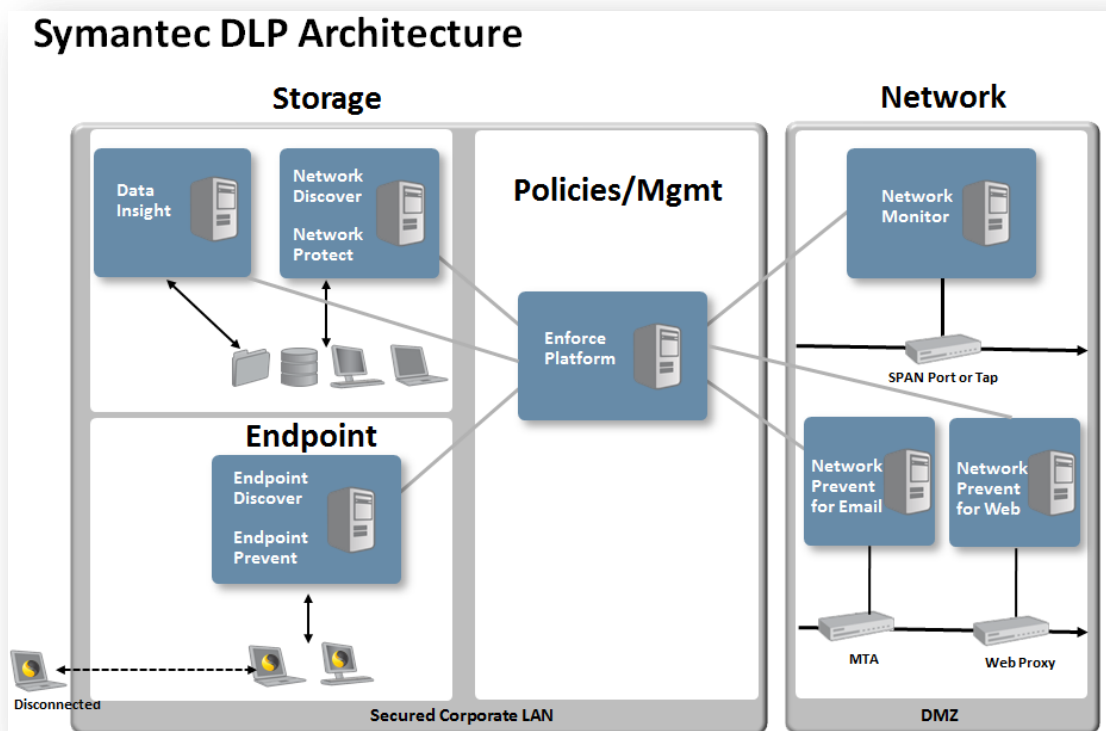 Symantec DLP Architecture
Storage
Network
Data
Insight
Network
Discover
Network
Protect
Policies/Mgmt
Network
Monitor
Enforce
Platform
SPAN Port or Tap
Endpoint
Endpoint
Discover
Endpoint
Prevent
Network
Prevent
for Email
Network
Prevent
for Web
MTA
Web Proxy
Disconnected
Secured Corporate LAN
DMZ